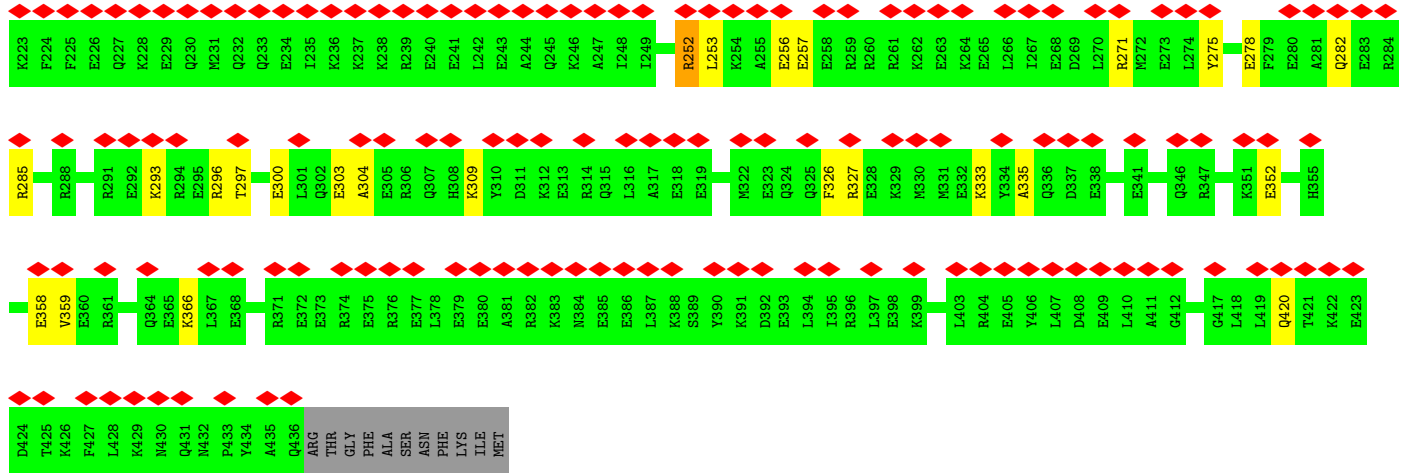 K223 F224 F225 E226 Q227 K228 E229 M231 Q230 Q232 Q233 E234 I235 K236 K237 K238 R239 E240 E241 L242 E243 A244 Q245 K246 A247 I248 I249 R252 L253 K254 A255 E256 E257 E258 R259 R260 R261 K262 E263 K264 E265 L266 I267 E268 D269 L270 R271 M272 E273 L274 Y275 E278 F279 E280 A281 Q282 E283 R284
R285 R288 R291 E292 K293 R294 E295 R296 T297 E300 L301 Q302 E303 A304 E305 R306 Q307 H308 K309 Y310 D311 K312 E313 R314 Q315 L316 A317 E318 E319 M322 E323 Q324 Q325 F326 R327 E328 K329 M330 M331 E332 K333 Y334 A335 Q336 D337 E338 E341 Q346 R347 K351 E352 H355
E358 V359 E360 R361 Q364 E365 K366 L367 E368 R371 E372 E373 R374 E375 R376 E377 L378 E379 E380 A381 R382 K383 N384 E385 E386 L387 K388 S389 Y390 K391 D392 E393 L394 I395 R396 L397 E398 K399 L403 R404 E405 Y406 L407 D408 E409 L410 A411 G412 G417 L418 L419 Q420 T421 K422 E423
D424 T425 K426 F427 L428 K429 N430 Q431 N432 P433 Y434 A435 Q436 ARG THR GLY PHE ALA SER ASN PHE LYS ILE MET